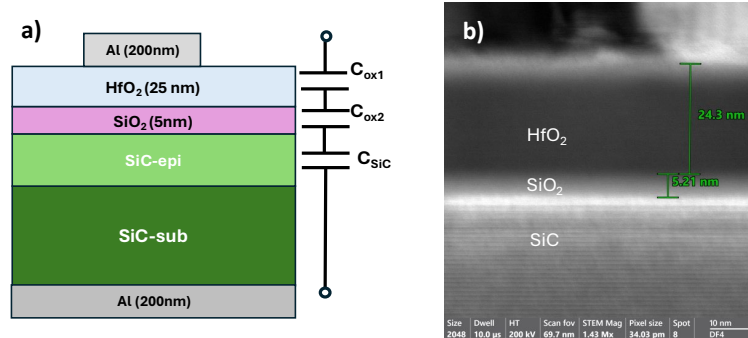 a)
Al (200nm)
HfO₂ (25 nm)
SiO₂ (5nm)
SiC-epi
SiC-sub
Al (200nm)
Cox1
Cox2
CSiC
b)
24.3 nm
HfO₂
5.21 nm
SiO₂
SiC
Size Dwell HT Scan fov STEM Mag Pixel size Spot 10 nm
2048 10.0 µs 200 kV 69.7 nm 1.43 Mx 34.03 pm 8 DF4